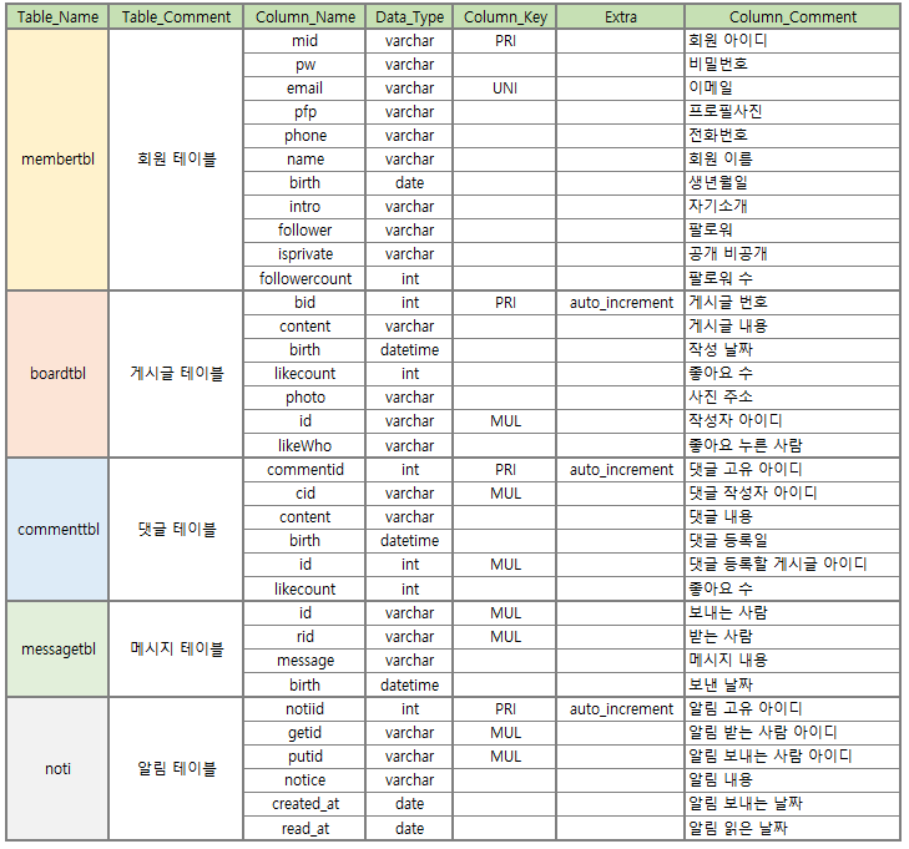 Table_Name Table_Comment Column_Name Data_Type Column_Key Extra Column_Comment
membertbl 회원 테이블 mid varchar PRI 회원 아이디
pw varchar 비밀번호
email varchar UNI 이메일
pfp varchar 프로필사진
phone varchar 전화번호
name varchar 회원 이름
birth date 생년월일
intro varchar 자기소개
follower varchar 팔로워
isprivate varchar 공개 비공개
followercount int 팔로워 수
boardtbl 게시글 테이블 bid int PRI auto_increment 게시글 번호
content varchar 게시글 내용
birth datetime 작성 날짜
likecount int 좋아요 수
photo varchar 사진 주소
id varchar MUL 작성자 아이디
likeWho varchar 좋아요 누른 사람
commenttbl 댓글 테이블 commentid int PRI auto_increment 댓글 고유 아이디
cid varchar MUL 댓글 작성자 아이디
content varchar 댓글 내용
birth datetime 댓글 등록일
id int MUL 댓글 등록할 게시글 아이디
likecount int 좋아요 수
messagetbl 메시지 테이블 id varchar MUL 보내는 사람
rid varchar MUL 받는 사람
message varchar 메시지 내용
birth datetime 보낸 날짜
noti 알림 테이블 notiid int PRI auto_increment 알림 고유 아이디
getid varchar MUL 알림 받는 사람 아이디
putid varchar MUL 알림 보내는 사람 아이디
notice varchar 알림 내용
created_at date 알림 보내는 날짜
read_at date 알림 읽은 날짜